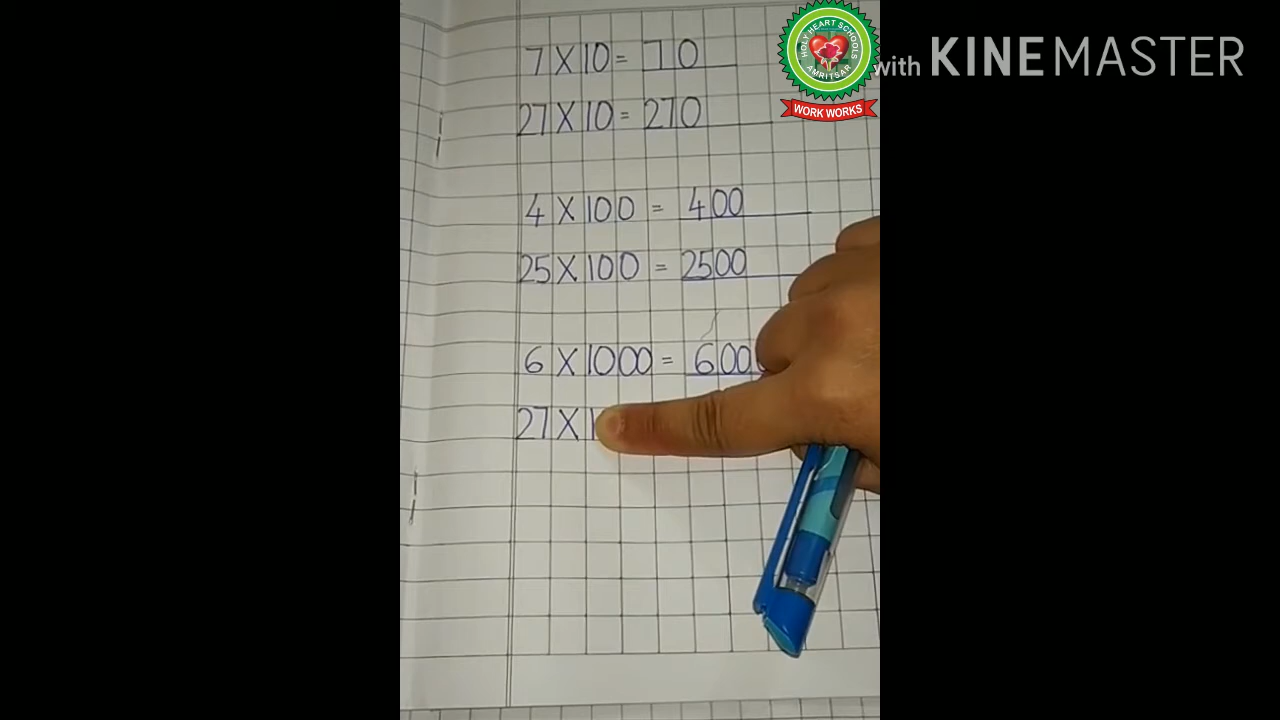 with KINEMASTER
HOLY HEART SCHOOLS
AMRITSAR
WORK WORKS
7 X 10 = 70
27 X 10 = 270
4 X 100 = 400
25 X 100 = 2500
6 X 1000 = 600
27 X 1